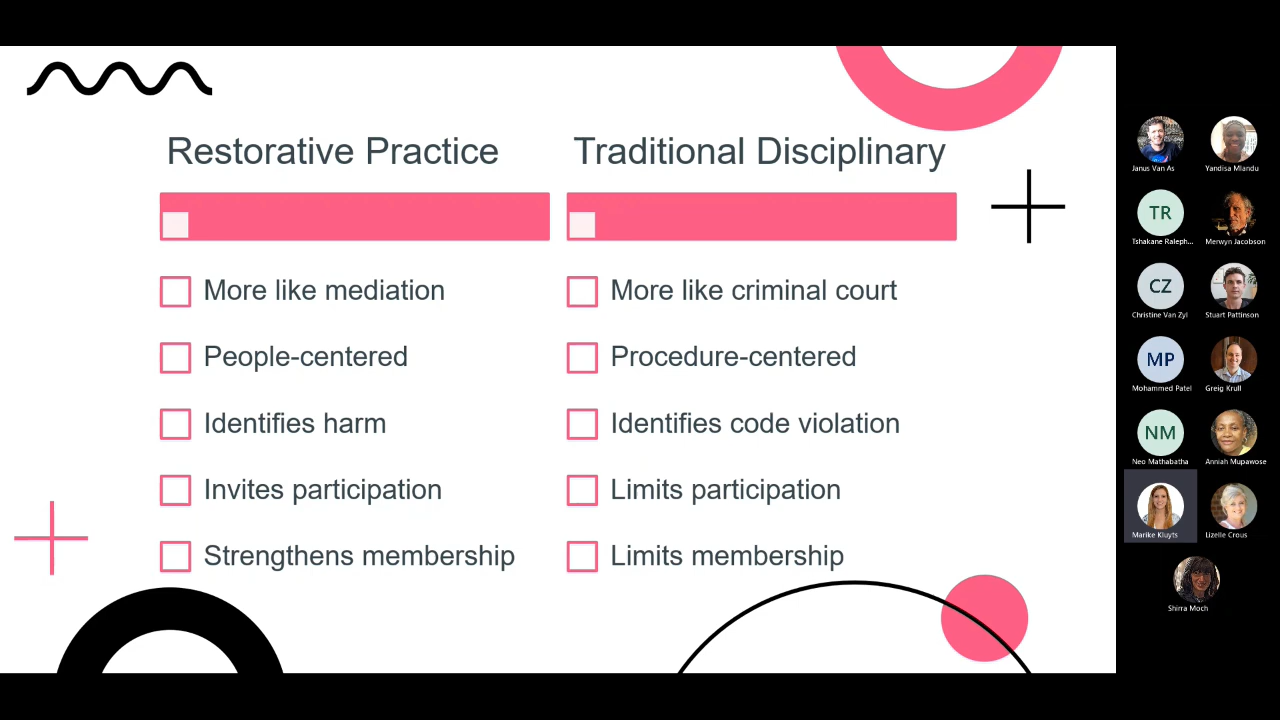 Restorative Practice
Traditional Disciplinary
More like mediation
More like criminal court
People-centered
Procedure-centered
Identifies harm
Identifies code violation
Invites participation
Limits participation
Strengthens membership
Limits membership
Janus Van As
Yandisa Mlandu
TR
Tshakane Raleph...
Merwyn Jacobson
CZ
Christine Van Zyl
Stuart Pattinson
MP
Mohammed Patel
Greig Krull
NM
Neo Mathabatha
Anniah Mupawose
Marike Kluyts
Lizelle Crous
Shirra Moch